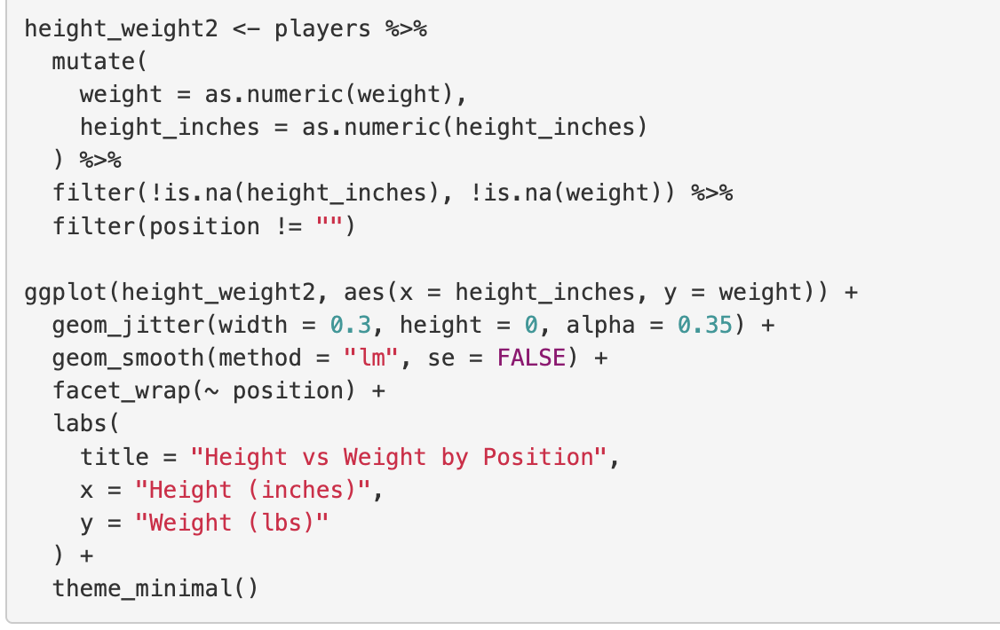 height_weight2 <- players %>%
  mutate(
    weight = as.numeric(weight),
    height_inches = as.numeric(height_inches)
  ) %>%
  filter(!is.na(height_inches), !is.na(weight)) %>%
  filter(position != "")

ggplot(height_weight2, aes(x = height_inches, y = weight)) +
  geom_jitter(width = 0.3, height = 0, alpha = 0.35) +
  geom_smooth(method = "lm", se = FALSE) +
  facet_wrap(~ position) +
  labs(
    title = "Height vs Weight by Position",
    x = "Height (inches)",
    y = "Weight (lbs)"
  ) +
  theme_minimal()